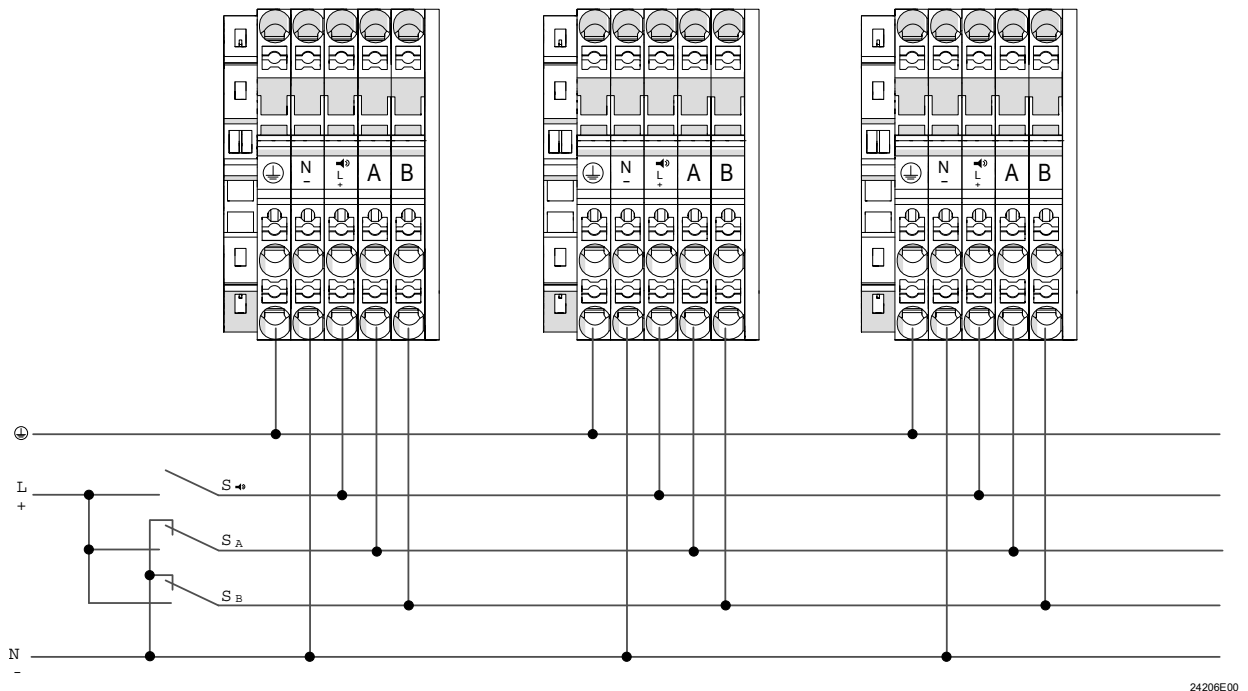 N L A B
- + 
N L A B
- +
N L A B
- +
L
+
S
S A
S B
N
-
24206E00